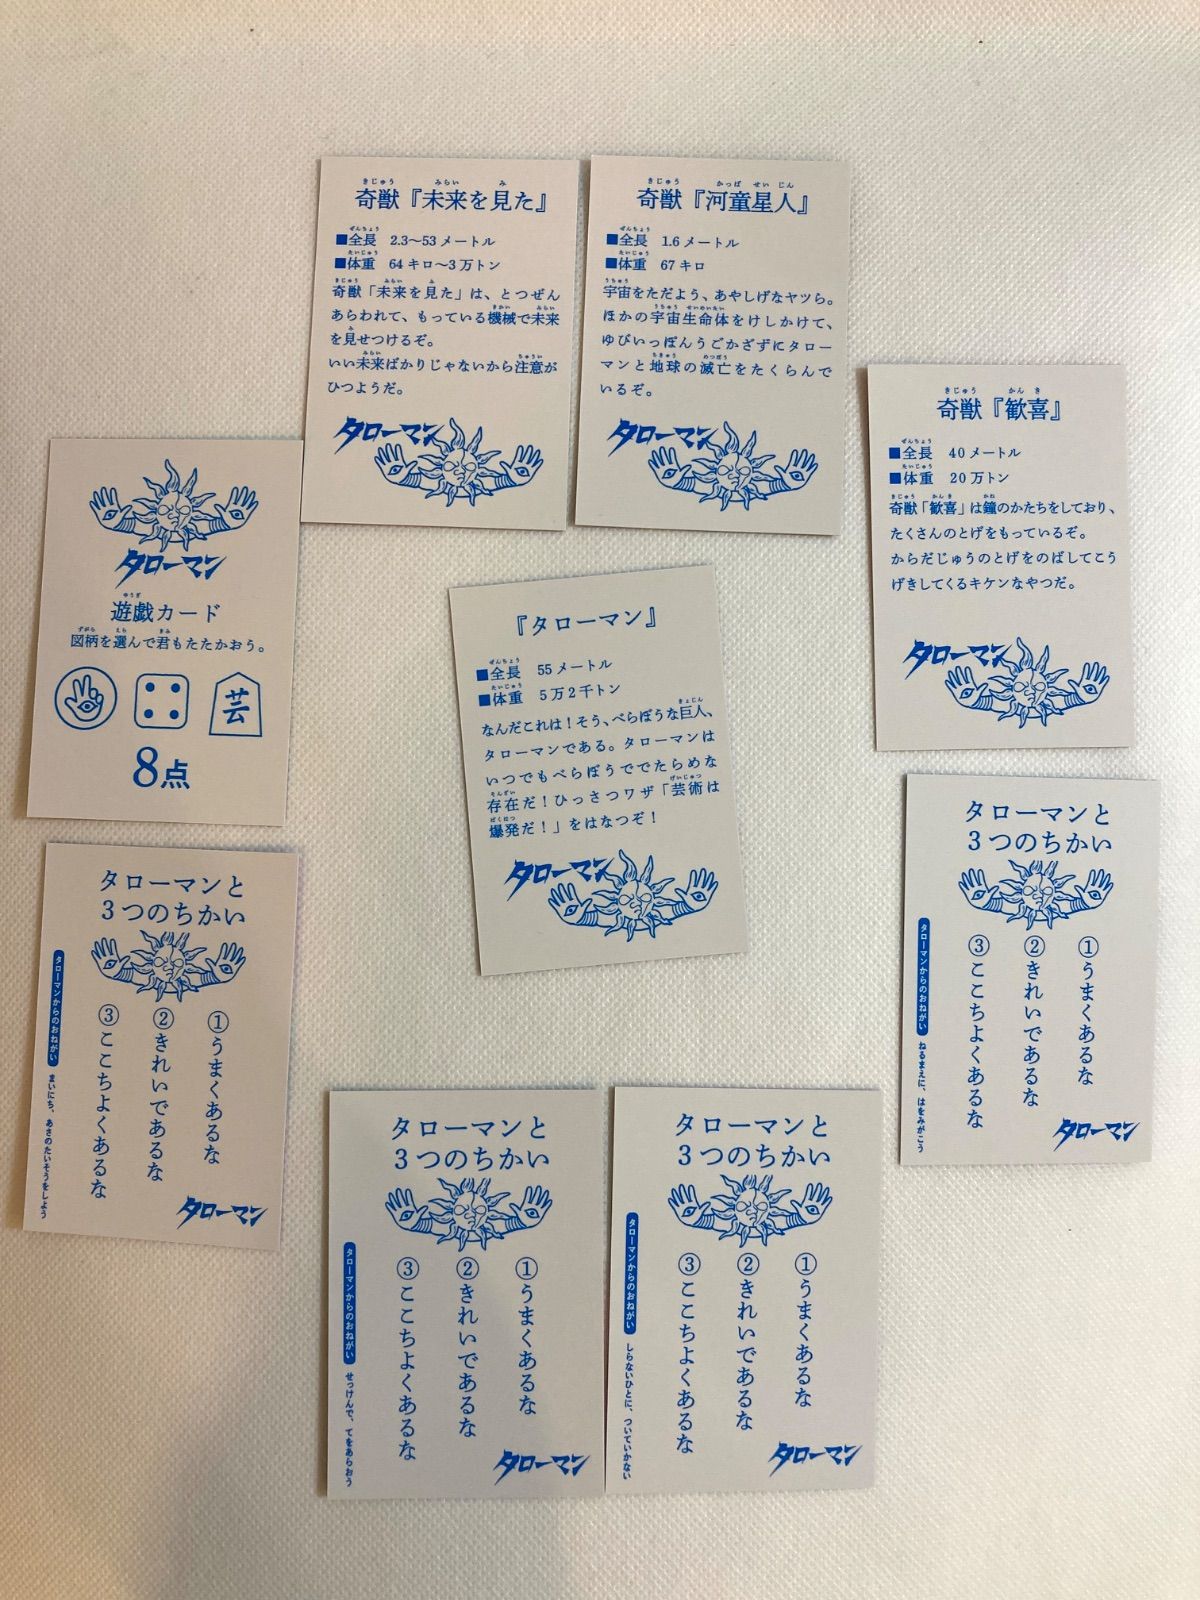 奇獣『未来を見た』
■全長 2.3〜53メートル
■体重 64キロ〜3万トン
奇獣「未来を見た」は、とつぜん
あらわれて、もっている機械で未来
を見せつけるぞ。
いい未来ばかりじゃないから注意が
ひつようだ。
タローマン
奇獣『河童星人』
■全長 1.6メートル
■体重 67キロ
宇宙をただよう、あやしげなヤツら。
ほかの宇宙生命体をけしかけて、
ゆびいっぽんうごかさずにタロー
マンと地球の滅亡をたくらんで
いるぞ。
タローマン
奇獣『歓喜』
■全長 40メートル
■体重 20万トン
奇獣「歓喜」は鐘のかたちをしており、
たくさんのとげをもっているぞ。
からだじゅうのとげをのばしてこう
げきしてくるキケンなやつだ。
タローマン
タローマン
遊戯カード
図柄を選んで君もたたかおう。
芸
8点
『タローマン』
■全長 55メートル
■体重 5万2千トン
なんだこれは！そう、べらぼうな巨人、
タローマンである。タローマンは
いつでもべらぼうででたらめな
存在だ！ひっさつワザ「芸術は
爆発だ！」をはなつぞ！
タローマン
タローマンと
3つのちかい
①うまくあるな
②きれいであるな
③ここちよくあるな
タローマンからのおねがい ねるまえに、はをみがこう
タローマン
タローマンと
3つのちかい
①うまくあるな
②きれいであるな
③ここちよくあるな
タローマンからのおねがい まいにち、あさのたいそうをしよう
タローマン
タローマンと
3つのちかい
①うまくあるな
②きれいであるな
③ここちよくあるな
タローマンからのおねがい せっけんで、てをあらおう
タローマン
タローマンと
3つのちかい
①うまくあるな
②きれいであるな
③ここちよくあるな
タローマンからのおねがい しらないひとに、ついていかない
タローマン